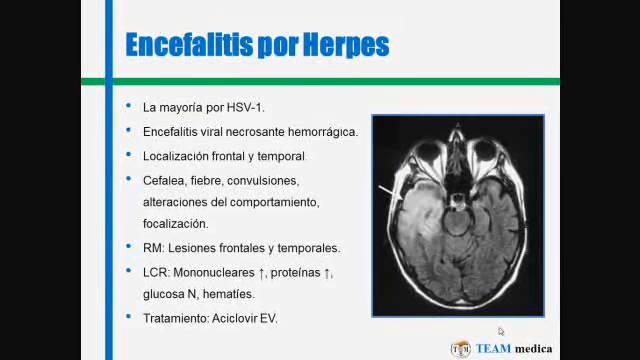 Encefalitis por Herpes
• La mayoría por HSV-1.
• Encefalitis viral necrosante hemorrágica.
• Localización frontal y temporal
• Cefalea, fiebre, convulsiones,
alteraciones del comportamiento,
focalización.
• RM: Lesiones frontales y temporales.
• LCR: Mononucleares ↑, proteínas ↑,
glucosa N, hematíes.
• Tratamiento: Aciclovir EV.
TEAM medica